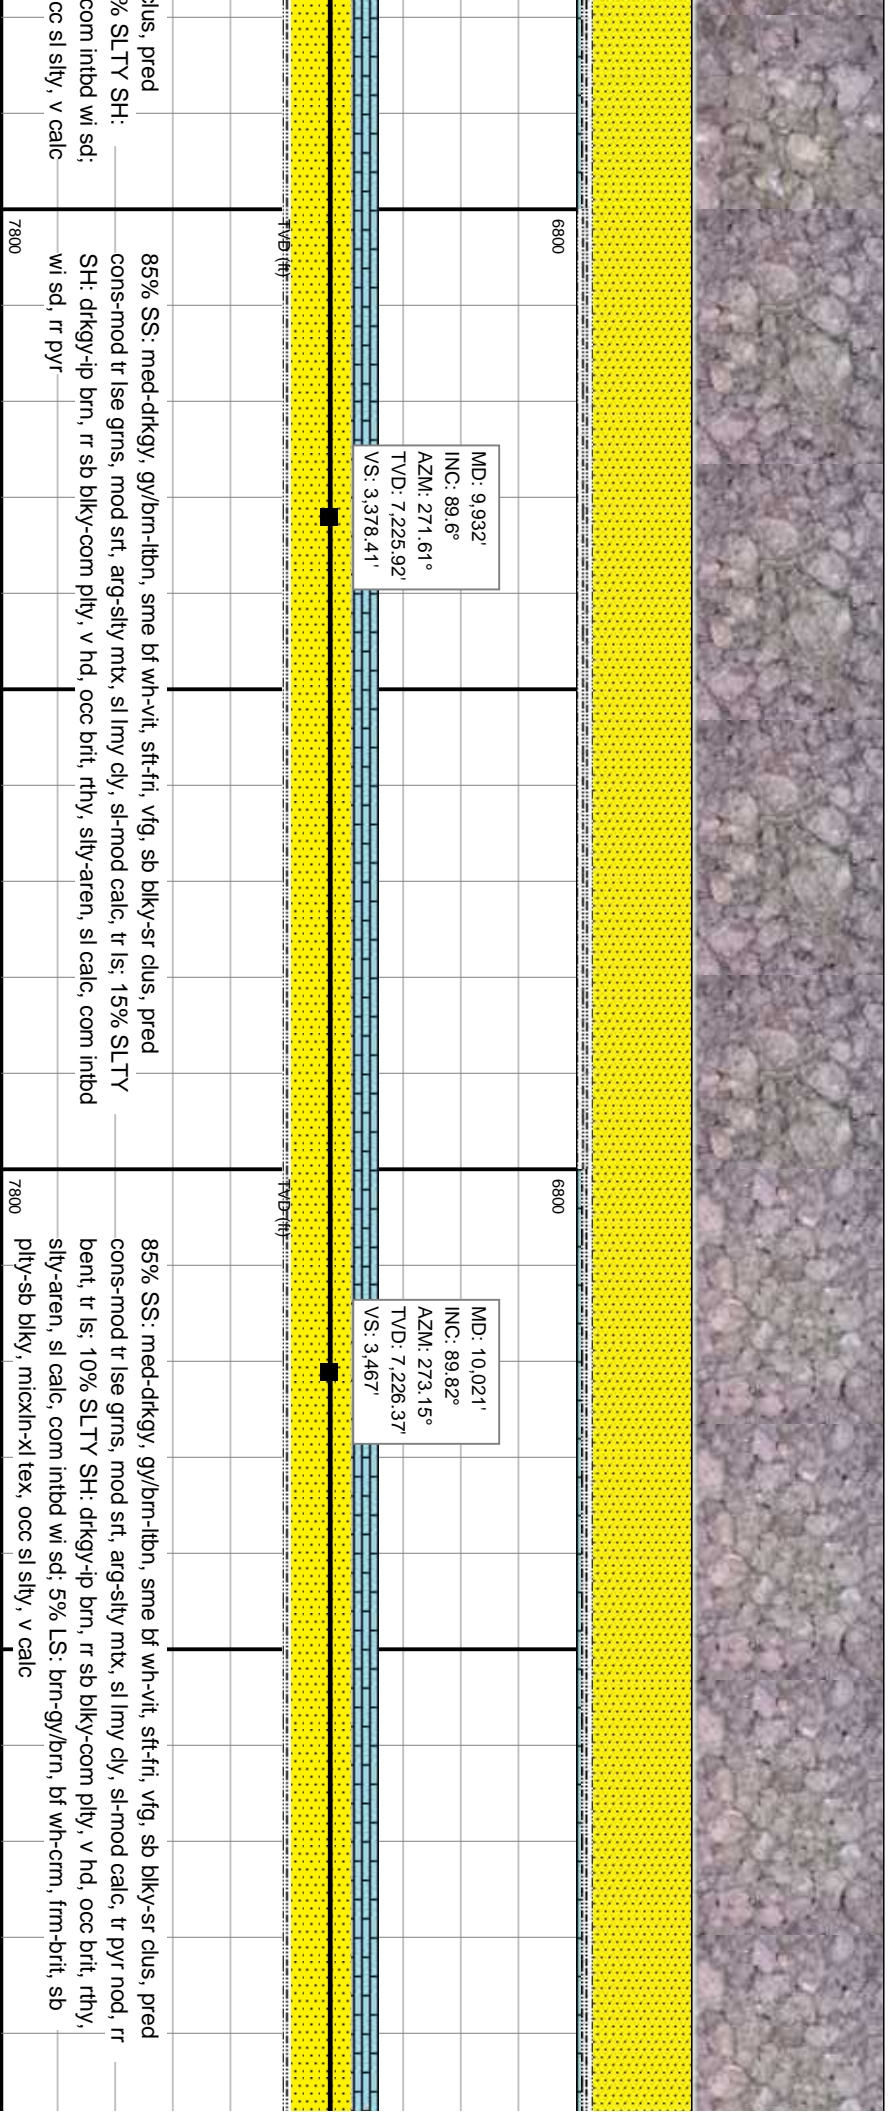 clus, pred
% SLTY SH:
com intbd wi sd;
cc sl slty, v calc
6800
TVD (ft)
7800
MD: 9,932'
INC: 89.6°
AZM: 271.61°
TVD: 7,225.92'
VS: 3,378.41'
85% SS: med-drkgy, gy/brn-ltbn, sme bf wh-vit, sft-fri, vfg, sb blky-sr clus, pred
cons-mod tr lse grns, mod srt, arg-slty mtx, sl lmy cly, sl-mod calc, tr ls; 15% SLTY
SH: drkgy-ip brn, rr sb blky-com plty, v hd, occ brit, rthy, slty-aren, sl calc, com intbd
wi sd, rr pyr
6800
TVD (ft)
7800
MD: 10,021'
INC: 89.82°
AZM: 273.15°
TVD: 7,226.37'
VS: 3,467'
85% SS: med-drkgy, gy/brn-ltbn, sme bf wh-vit, sft-fri, vfg, sb blky-sr clus, pred
cons-mod tr lse grns, mod srt, arg-slty mtx, sl lmy cly, sl-mod calc, tr pyr nod, rr
bent, tr ls; 10% SLTY SH: drkgy-ip brn, rr sb blky-com plty, v hd, occ brit, rthy,
slty-aren, sl calc, com intbd wi sd; 5% LS: brn-gy/brn, bf wh-crm, frm-brit, sb
plty-sb blky, micxln-xl tex, occ sl slty, v calc